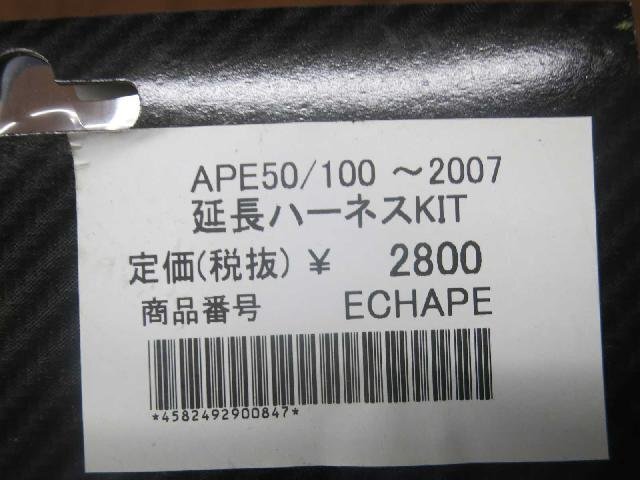 APE50/100 ～2007
延長ハーネスKIT
定価(税抜) ¥ 2800
商品番号 ECHAPE
*4582492900847*